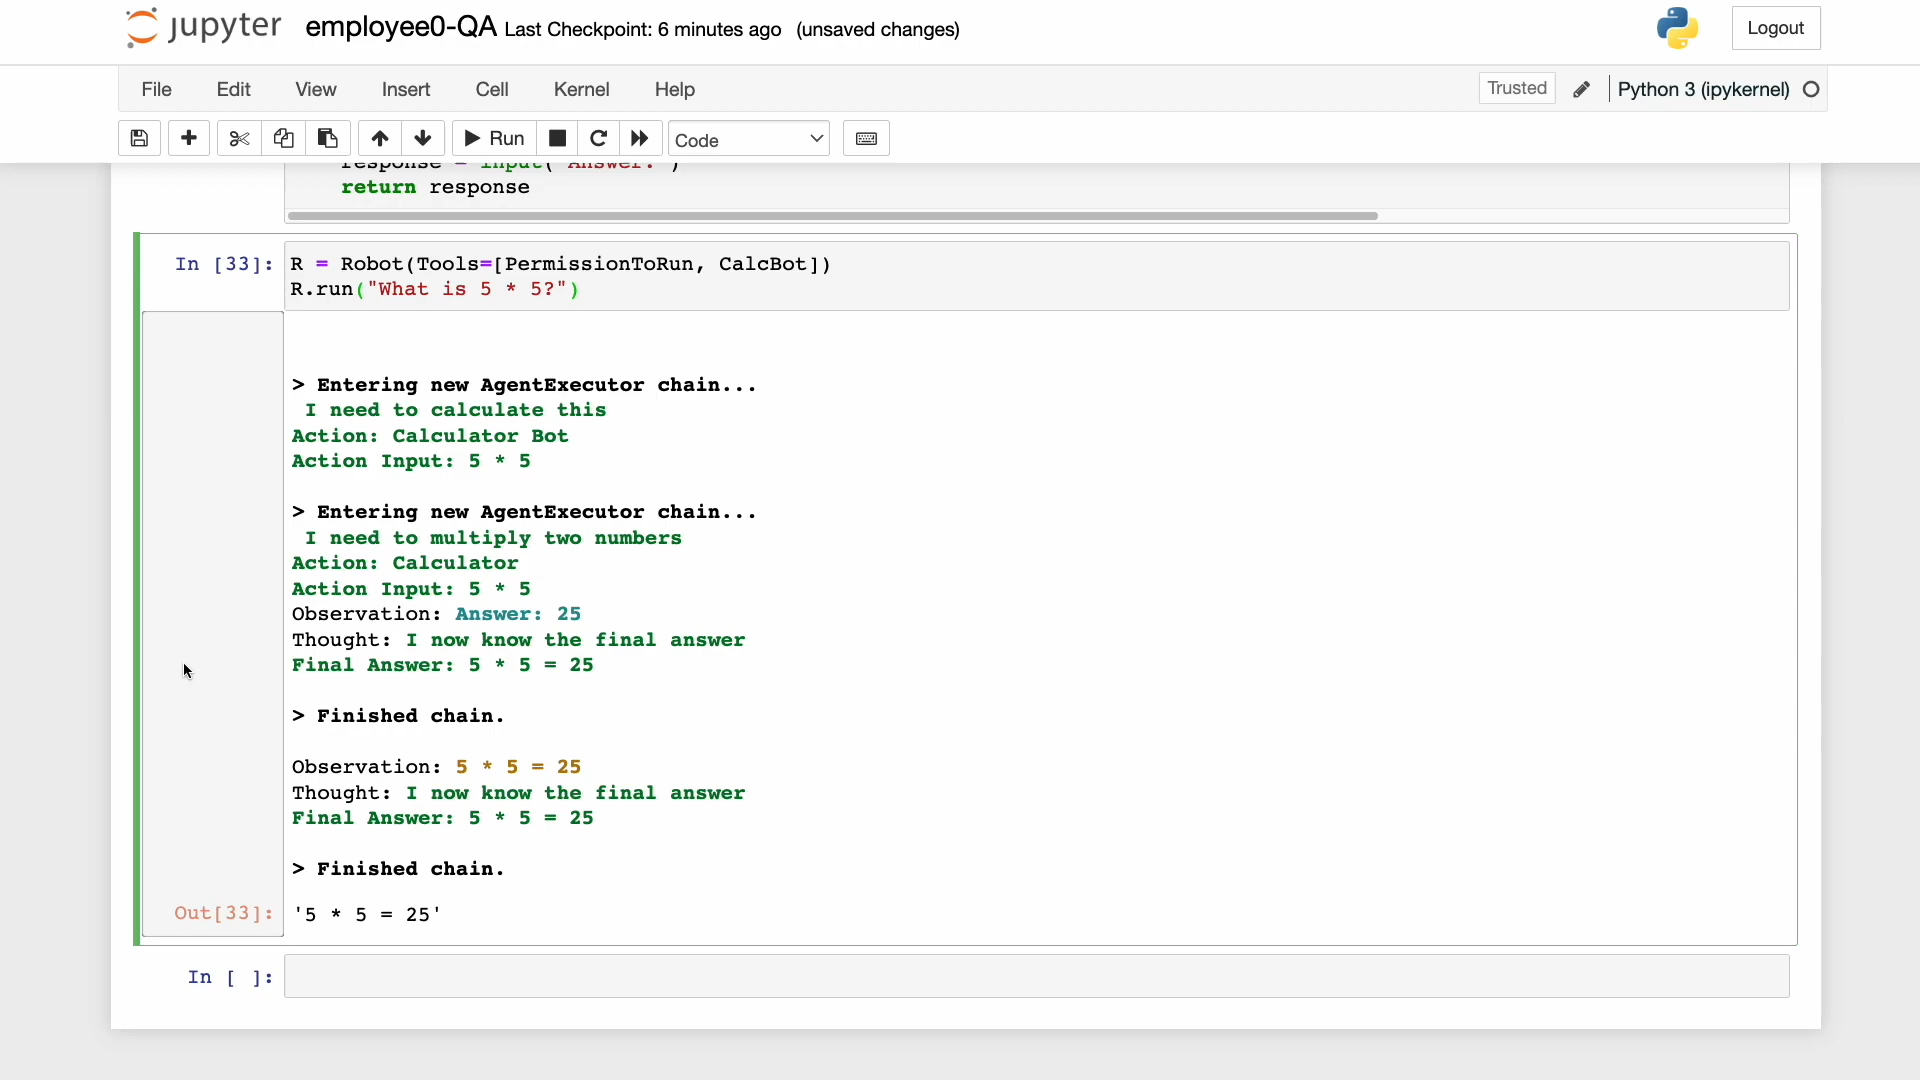 jupyter employee0-QA Last Checkpoint: 6 minutes ago (unsaved changes) Logout
File Edit View Insert Cell Kernel Help Trusted Python 3 (ipykernel)
Run Code
response = input("Answer: ")
return response
In [33]: R = Robot(Tools=[PermissionToRun, CalcBot])
R.run("What is 5 * 5?")
> Entering new AgentExecutor chain...
I need to calculate this
Action: Calculator Bot
Action Input: 5 * 5
> Entering new AgentExecutor chain...
I need to multiply two numbers
Action: Calculator
Action Input: 5 * 5
Observation: Answer: 25
Thought: I now know the final answer
Final Answer: 5 * 5 = 25
> Finished chain.
Observation: 5 * 5 = 25
Thought: I now know the final answer
Final Answer: 5 * 5 = 25
> Finished chain.
Out[33]: '5 * 5 = 25'
In [ ]: